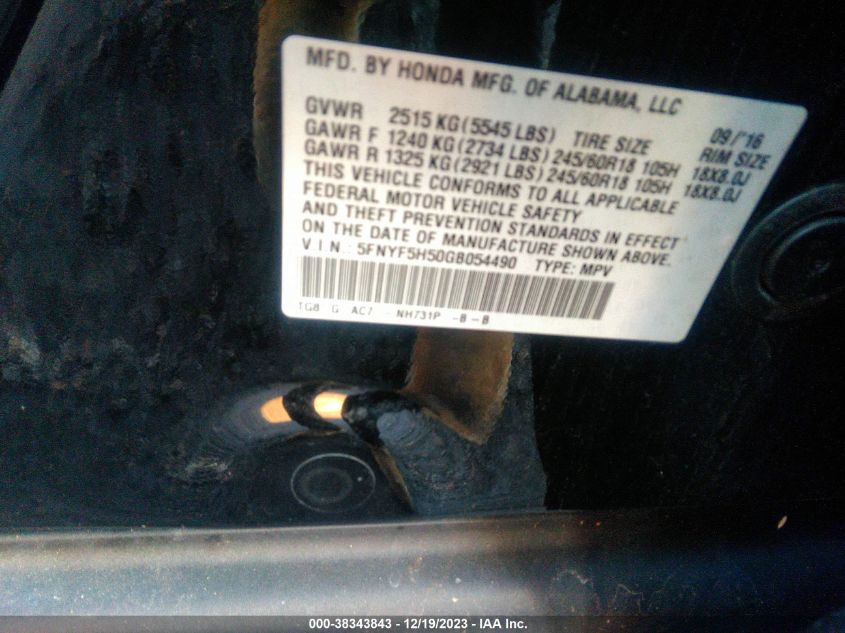 MFD. BY HONDA MFG. OF ALABAMA, LLC
09/'16
GVWR 2515 KG (5545 LBS) TIRE SIZE RIM SIZE
GAWR F 1240 KG (2734 LBS) 245/60R18 105H 18X8.0J
GAWR R 1325 KG (2921 LBS) 245/60R18 105H 18X8.0J
THIS VEHICLE CONFORMS TO ALL APPLICABLE
FEDERAL MOTOR VEHICLE SAFETY
AND THEFT PREVENTION STANDARDS IN EFFECT
ON THE DATE OF MANUFACTURE SHOWN ABOVE.
V I N : 5FNYF5H50GB054490 TYPE: MPV
TG8 G AC7 NH731P -B-B
000-38343843 - 12/19/2023 - IAA Inc.